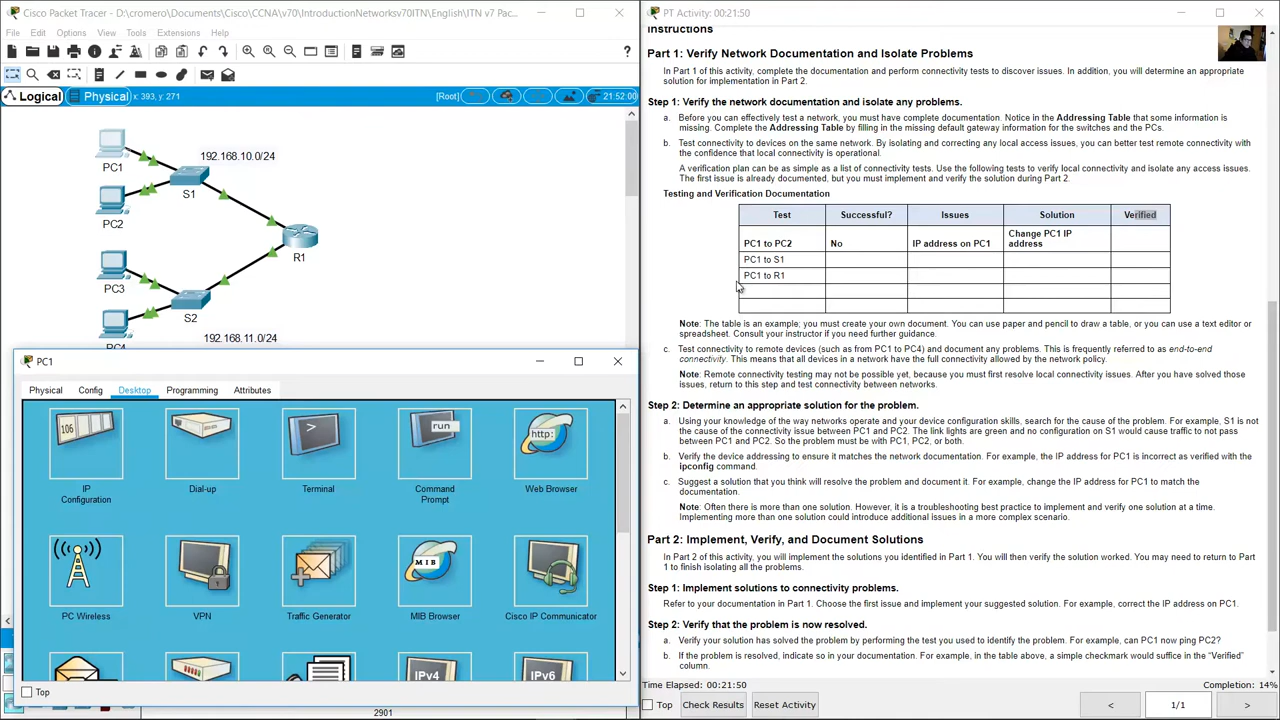 Cisco Packet Tracer - C:\Users\cromero\Documents\Cisco\CCNA\v70\IntroductionNetworksv70ITN\English\ITN v7 Pac...
File Edit Options View Tools Extensions Help
?
Logical Physical x: 393, y: 271 [Root] 21:52:00
192.168.10.0/24
PC1
S1
PC2
R1
PC3
S2
PC4
192.168.11.0/24
PC1
Physical Config Desktop Programming Attributes
106
>
run
http:
IP Configuration
Dial-up
Terminal
Command Prompt
Web Browser
MIB
PC Wireless
VPN
Traffic Generator
MIB Browser
Cisco IP Communicator
IPv4
IPv6
Top
2901
PT Activity: 00:21:50
Instructions
Part 1: Verify Network Documentation and Isolate Problems
In Part 1 of this activity, complete the documentation and perform connectivity tests to discover issues. In addition, you will determine an appropriate
solution for implementation in Part 2.
Step 1: Verify the network documentation and isolate any problems.
a. Before you can effectively test a network, you must have complete documentation. Notice in the Addressing Table that some information is
missing. Complete the Addressing Table by filling in the missing default gateway information for the switches and the PCs.
b. Test connectivity to devices on the same network. By isolating and correcting any local access issues, you can better test remote connectivity with
the confidence that local connectivity is operational.
A verification plan can be as simple as a list of connectivity tests. Use the following tests to verify local connectivity and isolate any access issues.
The first issue is already documented, but you must implement and verify the solution during Part 2.
Testing and Verification Documentation
Test Successful? Issues Solution Verified
PC1 to PC2 No IP address on PC1 Change PC1 IP address
PC1 to S1
PC1 to R1
Note: The table is an example; you must create your own document. You can use paper and pencil to draw a table, or you can use a text editor or
spreadsheet. Consult your instructor if you need further guidance.
c. Test connectivity to remote devices (such as from PC1 to PC4) and document any problems. This is frequently referred to as end-to-end
connectivity. This means that all devices in a network have the full connectivity allowed by the network policy.
Note: Remote connectivity testing may not be possible yet, because you must first resolve local connectivity issues. After you have solved those
issues, return to this step and test connectivity between networks.
Step 2: Determine an appropriate solution for the problem.
a. Using your knowledge of the way networks operate and your device configuration skills, search for the cause of the problem. For example, S1 is not
the cause of the connectivity issue between PC1 and PC2. The link lights are green and no configuration on S1 would cause traffic to not pass
between PC1 and PC2. So the problem must be with PC1, PC2, or both.
b. Verify the device addressing to ensure it matches the network documentation. For example, the IP address for PC1 is incorrect as verified with the
ipconfig command.
c. Suggest a solution that you think will resolve the problem and document it. For example, change the IP address for PC1 to match the
documentation.
Note: Often there is more than one solution. However, it is a troubleshooting best practice to implement and verify one solution at a time.
Implementing more than one solution could introduce additional issues in a more complex scenario.
Part 2: Implement, Verify, and Document Solutions
In Part 2 of this activity, you will implement the solutions you identified in Part 1. You will then verify the solution worked. You may need to return to Part
1 to finish isolating all the problems.
Step 1: Implement solutions to connectivity problems.
Refer to your documentation in Part 1. Choose the first issue and implement your suggested solution. For example, correct the IP address on PC1.
Step 2: Verify that the problem is now resolved.
a. Verify your solution has solved the problem by performing the test you used to identify the problem. For example, can PC1 now ping PC2?
b. If the problem is resolved, indicate so in your documentation. For example, in the table above, a simple checkmark would suffice in the "Verified"
column.
Time Elapsed: 00:21:50 Completion: 14%
Top Check Results Reset Activity < 1/1 >